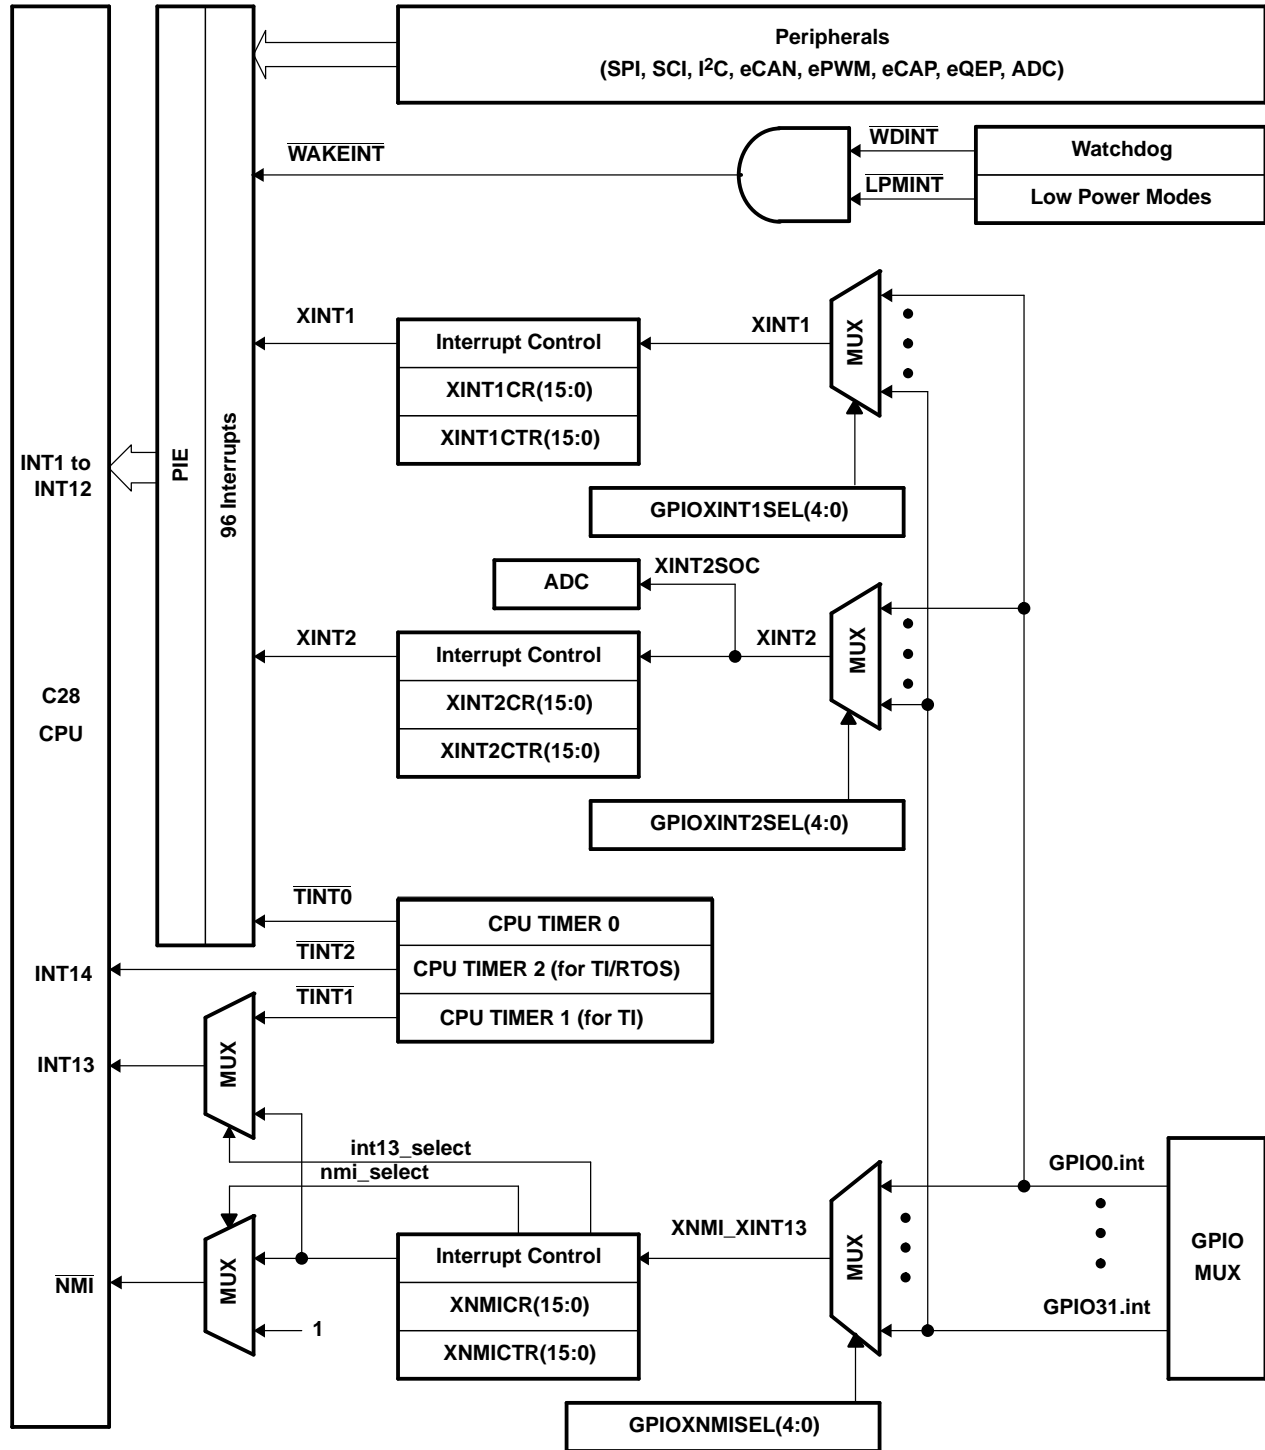 Peripherals
(SPI, SCI, I2C, eCAN, ePWM, eCAP, eQEP, ADC)
WAKEINT
WDINT
Watchdog
LPMINT
Low Power Modes
XINT1
Interrupt Control
XINT1
MUX
XINT1CR(15:0)
XINT1CTR(15:0)
INT1 to
INT12
PIE
96 Interrupts
GPIOXINT1SEL(4:0)
ADC
XINT2SOC
XINT2
Interrupt Control
XINT2
MUX
C28
CPU
XINT2CR(15:0)
XINT2CTR(15:0)
GPIOXINT2SEL(4:0)
TINT0
CPU TIMER 0
TINT2
INT14
CPU TIMER 2 (for TI/RTOS)
TINT1
CPU TIMER 1 (for TI)
INT13
MUX
int13_select
nmi_select
GPIO0.int
XNMI_XINT13
Interrupt Control
MUX
GPIO
MUX
NMI
MUX
XNMICR(15:0)
GPIO31.int
1
XNMICTR(15:0)
GPIOXNMISEL(4:0)